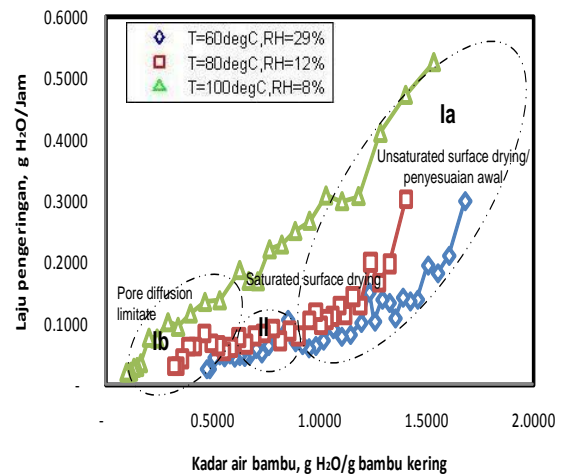 0.6000
0.5000
0.4000
0.3000
0.2000
0.1000
-
Laju pengeringan, g H₂O/Jam
T=60degC,RH=29%
T=80degC,RH=12%
T=100degC,RH=8%
Ia
Unsaturated surface drying/
penyesuaian awal
Saturated surface drying
Pore diffusion
limitate
Ib
II
- 0.5000 1.0000 1.5000 2.0000
Kadar air bambu, g H₂O/g bambu kering